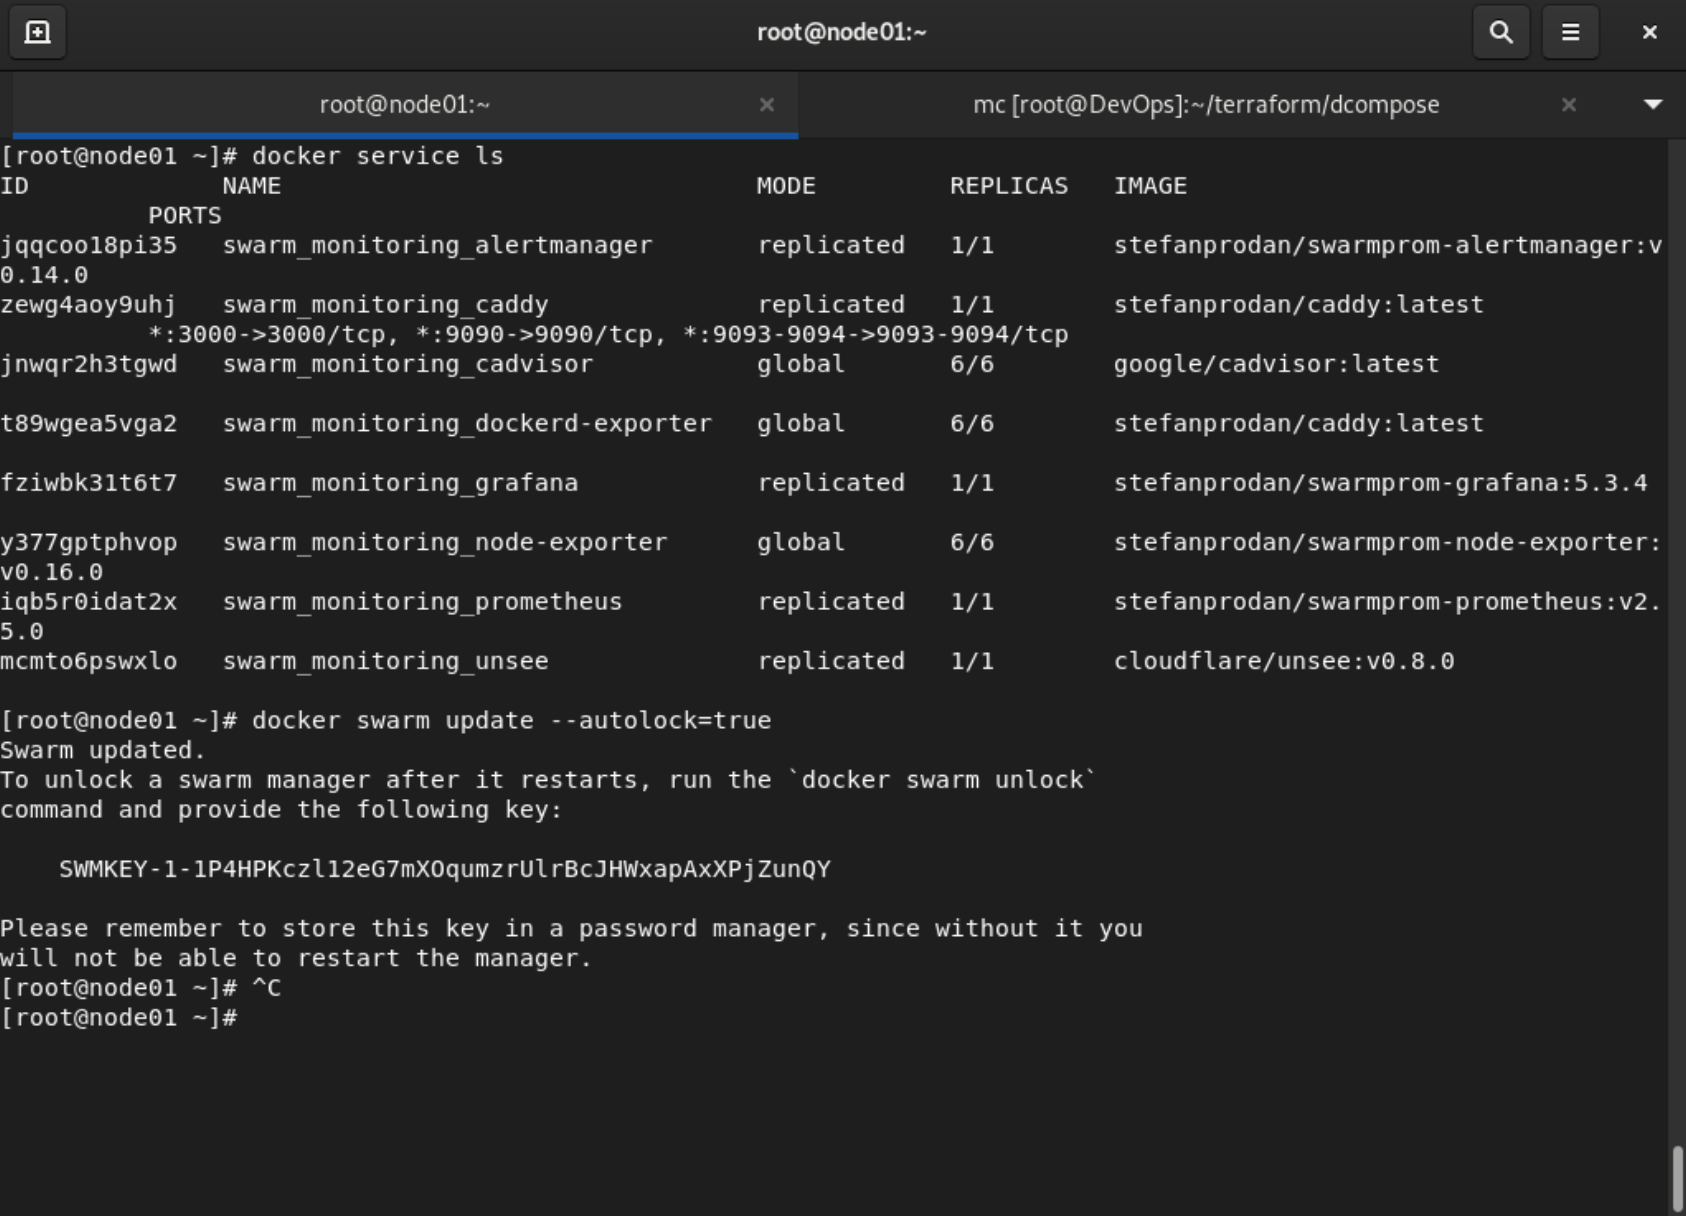 root@node01:~
root@node01:~ mc [root@DevOps]:~/terraform/dcompose
[root@node01 ~]# docker service ls
ID NAME MODE REPLICAS IMAGE
PORTS
jqqcoo18pi35 swarm_monitoring_alertmanager replicated 1/1 stefanprodan/swarmprom-alertmanager:v
0.14.0
zewg4aoy9uhj swarm_monitoring_caddy replicated 1/1 stefanprodan/caddy:latest
*:3000->3000/tcp, *:9090->9090/tcp, *:9093-9094->9093-9094/tcp
jnwqr2h3tgwd swarm_monitoring_cadvisor global 6/6 google/cadvisor:latest
t89wgea5vga2 swarm_monitoring_dockerd-exporter global 6/6 stefanprodan/caddy:latest
fziwbk31t6t7 swarm_monitoring_grafana replicated 1/1 stefanprodan/swarmprom-grafana:5.3.4
y377gptphvop swarm_monitoring_node-exporter global 6/6 stefanprodan/swarmprom-node-exporter:
v0.16.0
iqb5r0idat2x swarm_monitoring_prometheus replicated 1/1 stefanprodan/swarmprom-prometheus:v2.
5.0
mcmto6pswxlo swarm_monitoring_unsee replicated 1/1 cloudflare/unsee:v0.8.0
[root@node01 ~]# docker swarm update --autolock=true
Swarm updated.
To unlock a swarm manager after it restarts, run the `docker swarm unlock`
command and provide the following key:
SWMKEY-1-1P4HPKczl12eG7mXOqumzrUlrBcJHWxapAxXPjZunQY
Please remember to store this key in a password manager, since without it you
will not be able to restart the manager.
[root@node01 ~]# ^C
[root@node01 ~]#